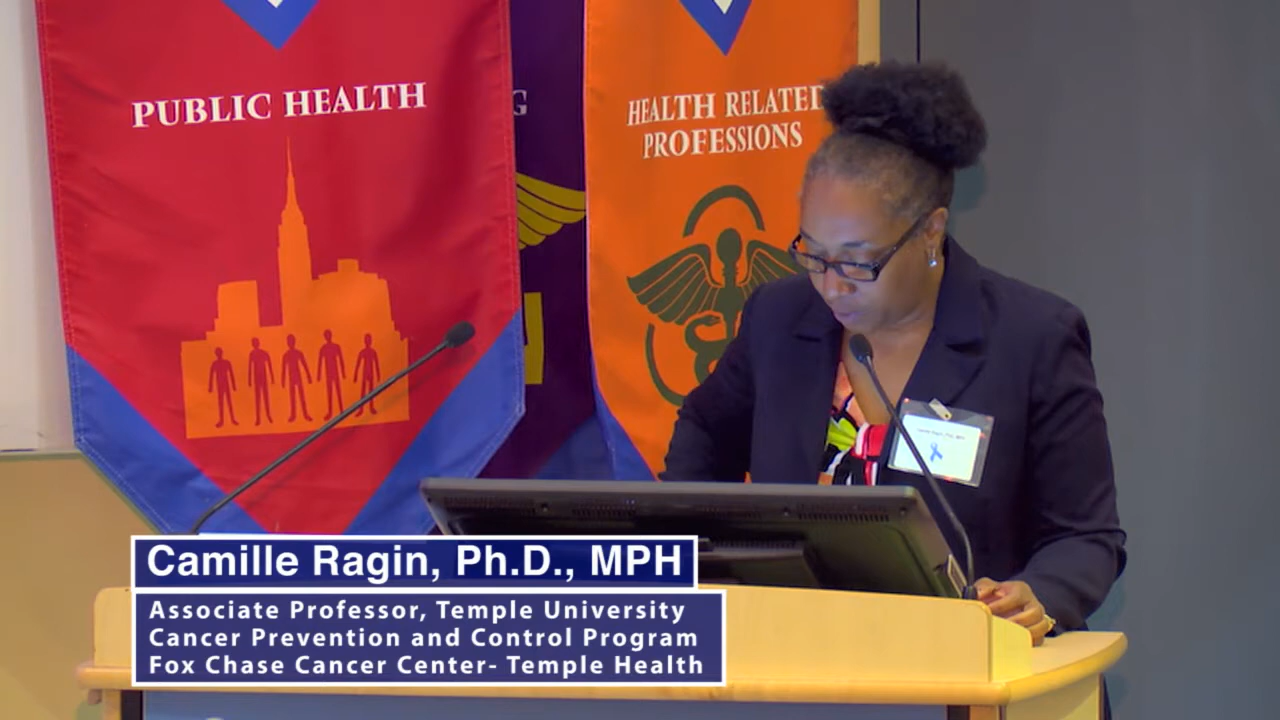 PUBLIC HEALTH
HEALTH RELATED
PROFESSIONS
Camille Ragin, Ph.D., MPH
Associate Professor, Temple University
Cancer Prevention and Control Program
Fox Chase Cancer Center- Temple Health